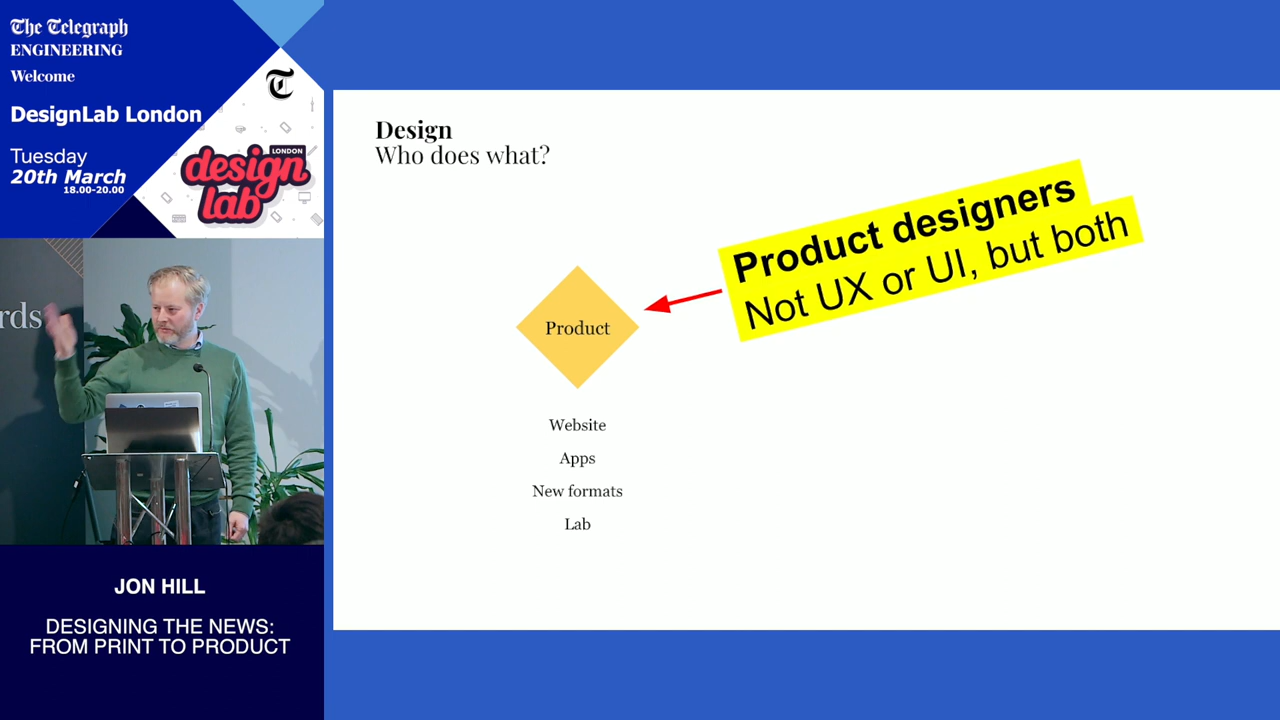 The Telegraph
ENGINEERING
Welcome
DesignLab London
Tuesday
20th March
18.00-20.00
T
LONDON
design
lab
rds
JON HILL
DESIGNING THE NEWS:
FROM PRINT TO PRODUCT
Design
Who does what?
Product designers
Not UX or UI, but both
Product
Website
Apps
New formats
Lab